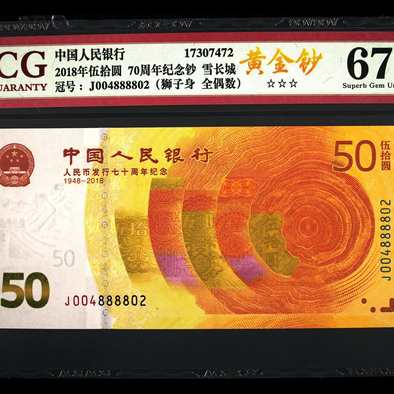 CG
UARANTY
中国人民银行 17307472
2018年伍拾圆 70周年纪念钞 雪长城
冠号：J004888802（狮子身 全偶数）
黄金钞
☆☆☆
67
Superb Gem Un
中国人民银行
人民币发行七十周年纪念
1948-2018
50
伍拾圆
J004888802
50
50
J004888802